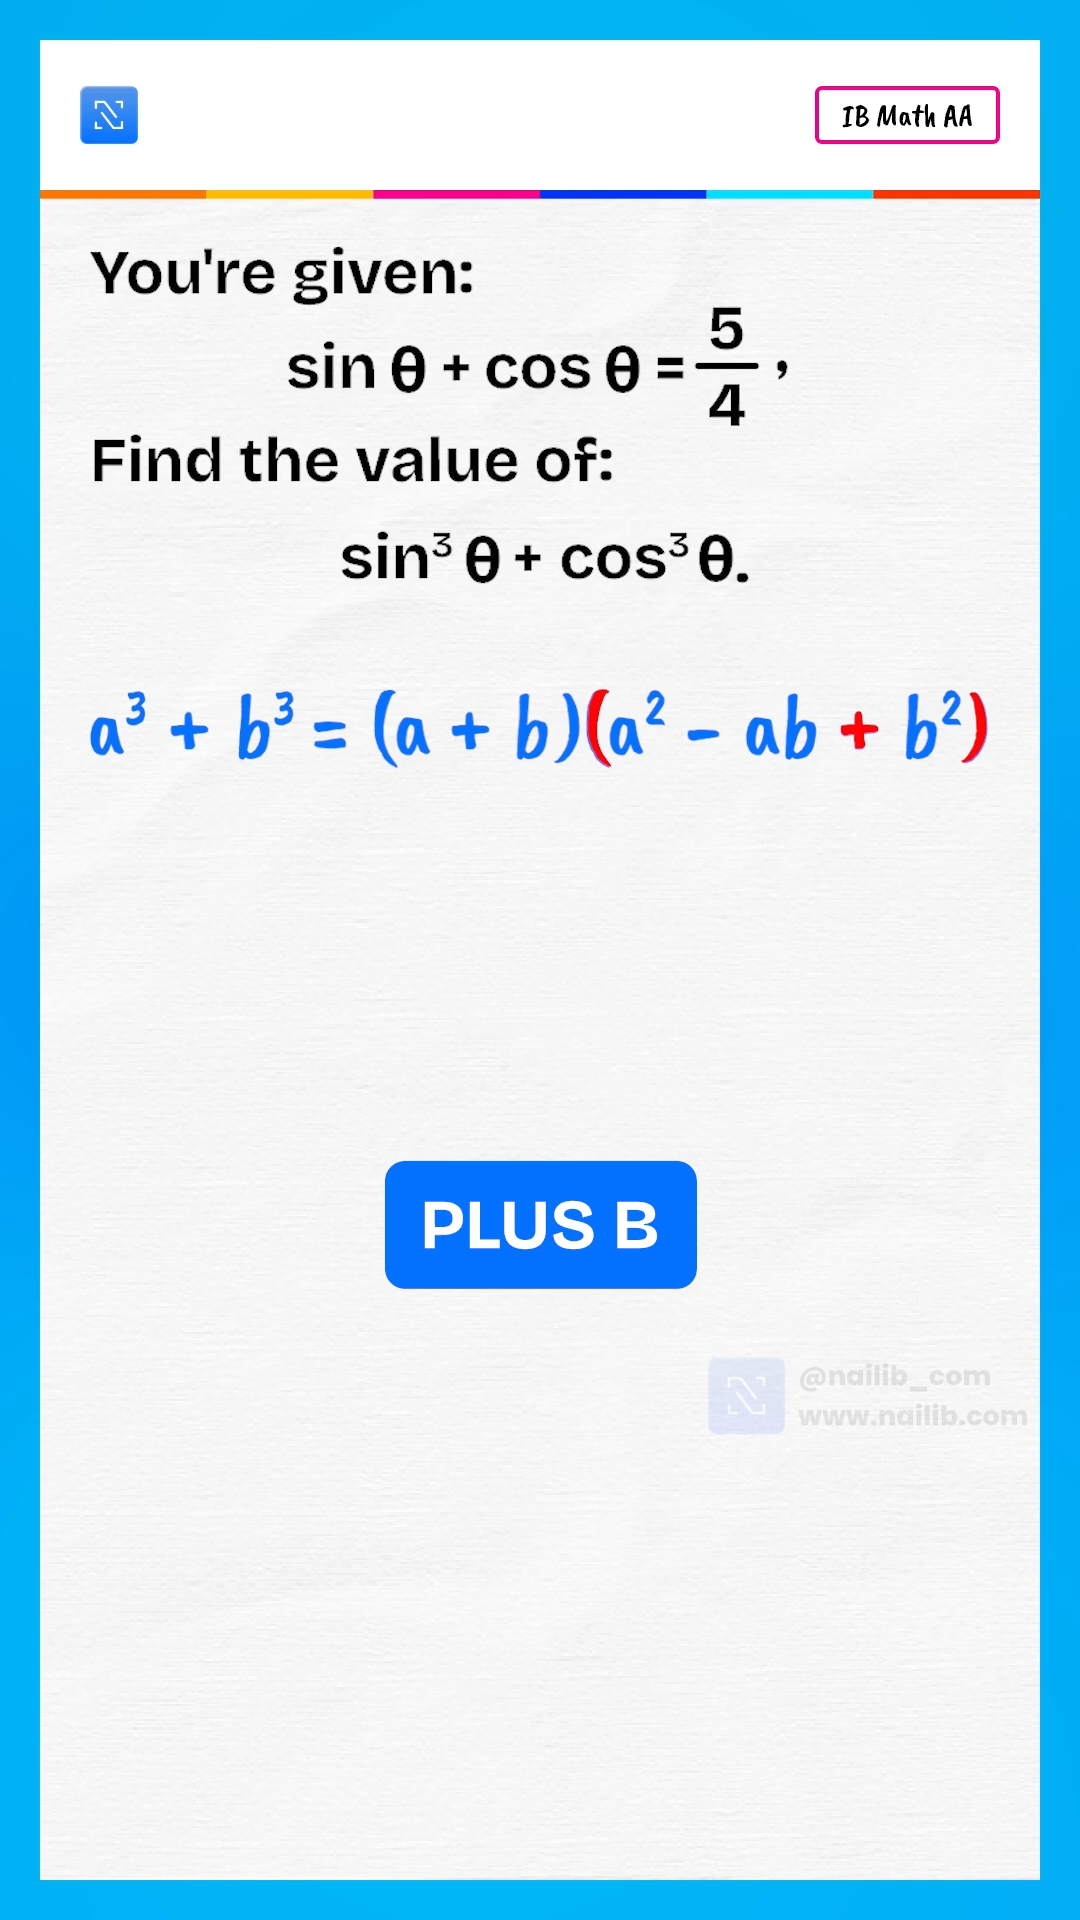 IB Math AA
You're given:
sin θ + cos θ = 5/4 ,
Find the value of:
sin³ θ + cos³ θ.
a³ + b³ = (a + b)(a² - ab + b²)
PLUS B
@nailib_com
www.nailib.com